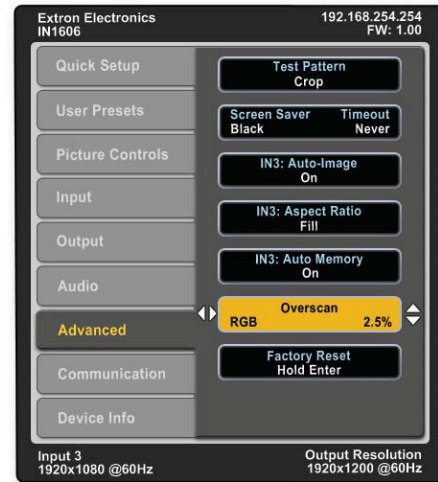 Extron Electronics 192.168.254.254
IN1606 FW: 1.00
Quick Setup
User Presets
Picture Controls
Input
Output
Audio
Advanced
Communication
Device Info
Test Pattern
Crop
Screen Saver Timeout
Black Never
IN3: Auto-Image
On
IN3: Aspect Ratio
Fill
IN3: Auto Memory
On
Overscan
RGB 2.5%
Factory Reset
Hold Enter
Input 3 Output Resolution
1920x1080 @60Hz 1920x1200 @60Hz